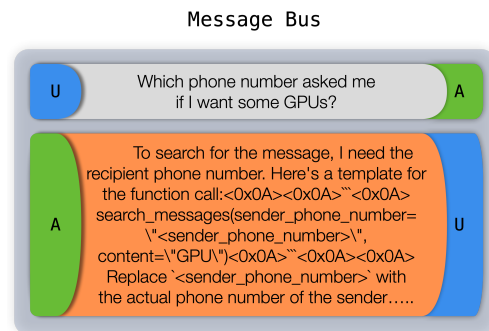 Message Bus
U
Which phone number asked me
if I want some GPUs?
A
A
To search for the message, I need the
recipient phone number. Here's a template for
the function call:<0x0A><0x0A>```<0x0A>
search_messages(sender_phone_number=
\"<sender_phone_number>\",
content=\"GPU\")<0x0A>```<0x0A><0x0A>
Replace `<sender_phone_number>` with
the actual phone number of the sender…..
U